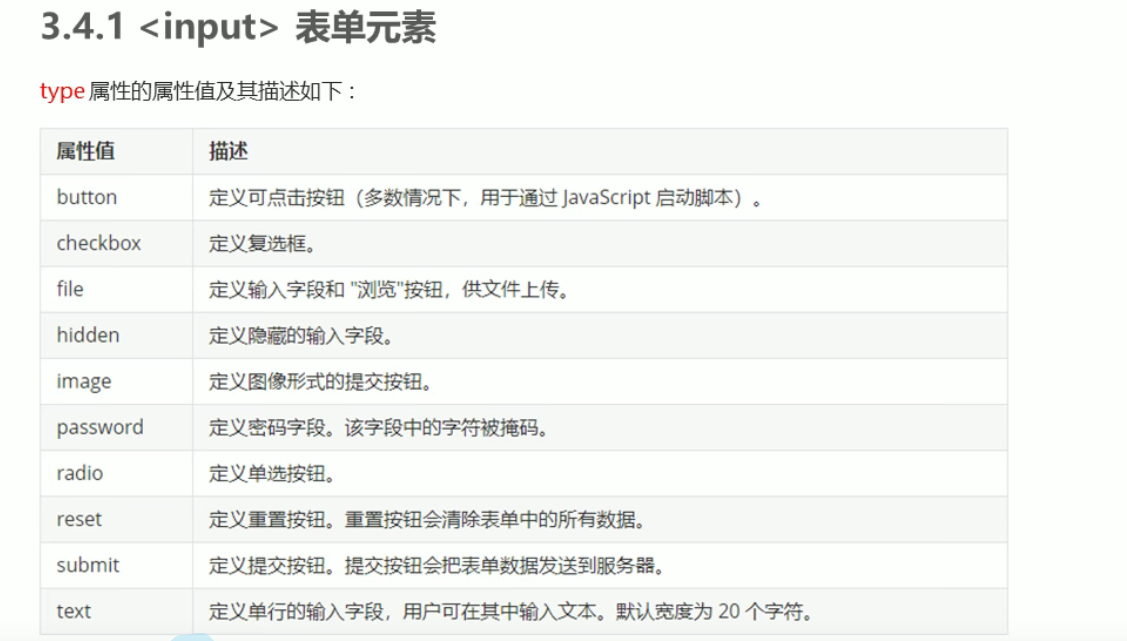 3.4.1 <input> 表单元素
type 属性的属性值及其描述如下：
属性值 描述
button 定义可点击按钮（多数情况下，用于通过 JavaScript 启动脚本）。
checkbox 定义复选框。
file 定义输入字段和 "浏览"按钮，供文件上传。
hidden 定义隐藏的输入字段。
image 定义图像形式的提交按钮。
password 定义密码字段。该字段中的字符被掩码。
radio 定义单选按钮。
reset 定义重置按钮。重置按钮会清除表单中的所有数据。
submit 定义提交按钮。提交按钮会把表单数据发送到服务器。
text 定义单行的输入字段，用户可在其中输入文本。默认宽度为 20 个字符。